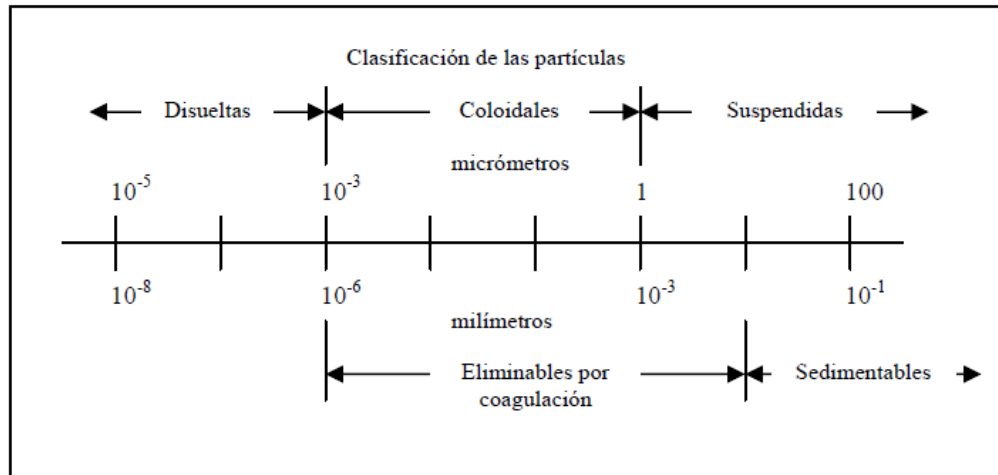 Clasificación de las partículas
Disueltas Coloidales Suspendidas
micrómetros
10⁻⁵ 10⁻³ 1 100
10⁻⁸ 10⁻⁶ 10⁻³ 10⁻¹
milímetros
Eliminables por Sedimentables
coagulación